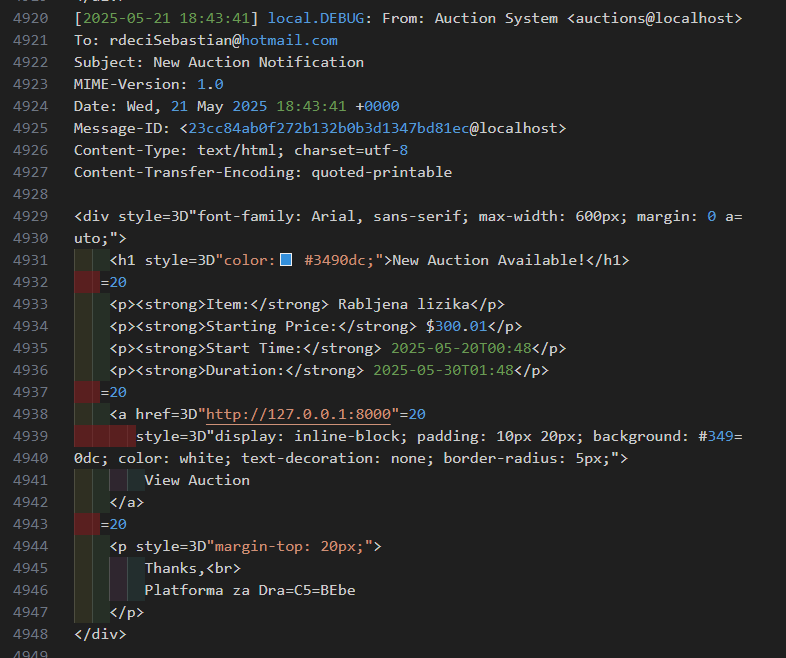 4920 [2025-05-21 18:43:41] local.DEBUG: From: Auction System <auctions@localhost>
4921 To: rdeciSebastian@hotmail.com
4922 Subject: New Auction Notification
4923 MIME-Version: 1.0
4924 Date: Wed, 21 May 2025 18:43:41 +0000
4925 Message-ID: <23cc84ab0f272b132b0b3d1347bd81ec@localhost>
4926 Content-Type: text/html; charset=utf-8
4927 Content-Transfer-Encoding: quoted-printable
4928
4929 <div style=3D"font-family: Arial, sans-serif; max-width: 600px; margin: 0 a=
4930 uto;">
4931     <h1 style=3D"color: #3490dc;">New Auction Available!</h1>
4932    =20
4933     <p><strong>Item:</strong> Rabljena lizika</p>
4934     <p><strong>Starting Price:</strong> $300.01</p>
4935     <p><strong>Start Time:</strong> 2025-05-20T00:48</p>
4936     <p><strong>Duration:</strong> 2025-05-30T01:48</p>
4937    =20
4938     <a href=3D"http://127.0.0.1:8000"=20
4939        style=3D"display: inline-block; padding: 10px 20px; background: #349=
4940 0dc; color: white; text-decoration: none; border-radius: 5px;">
4941         View Auction
4942     </a>
4943    =20
4944     <p style=3D"margin-top: 20px;">
4945         Thanks,<br>
4946         Platforma za Dra=C5=BEbe
4947     </p>
4948 </div>
4949